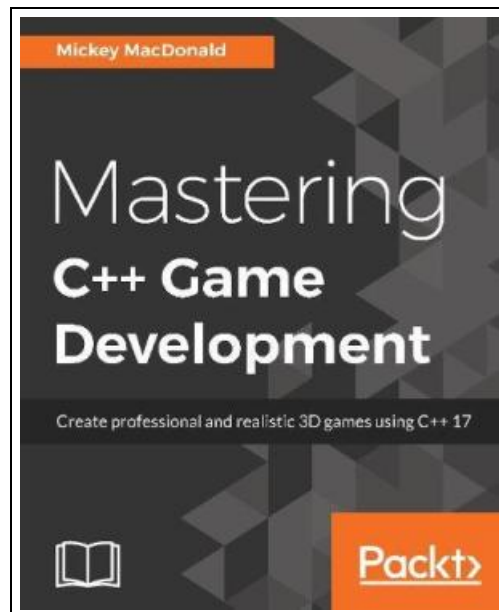 Mickey MacDonald
Mastering
C++ Game
Development
Create professional and realistic 3D games using C++ 17
Packt>